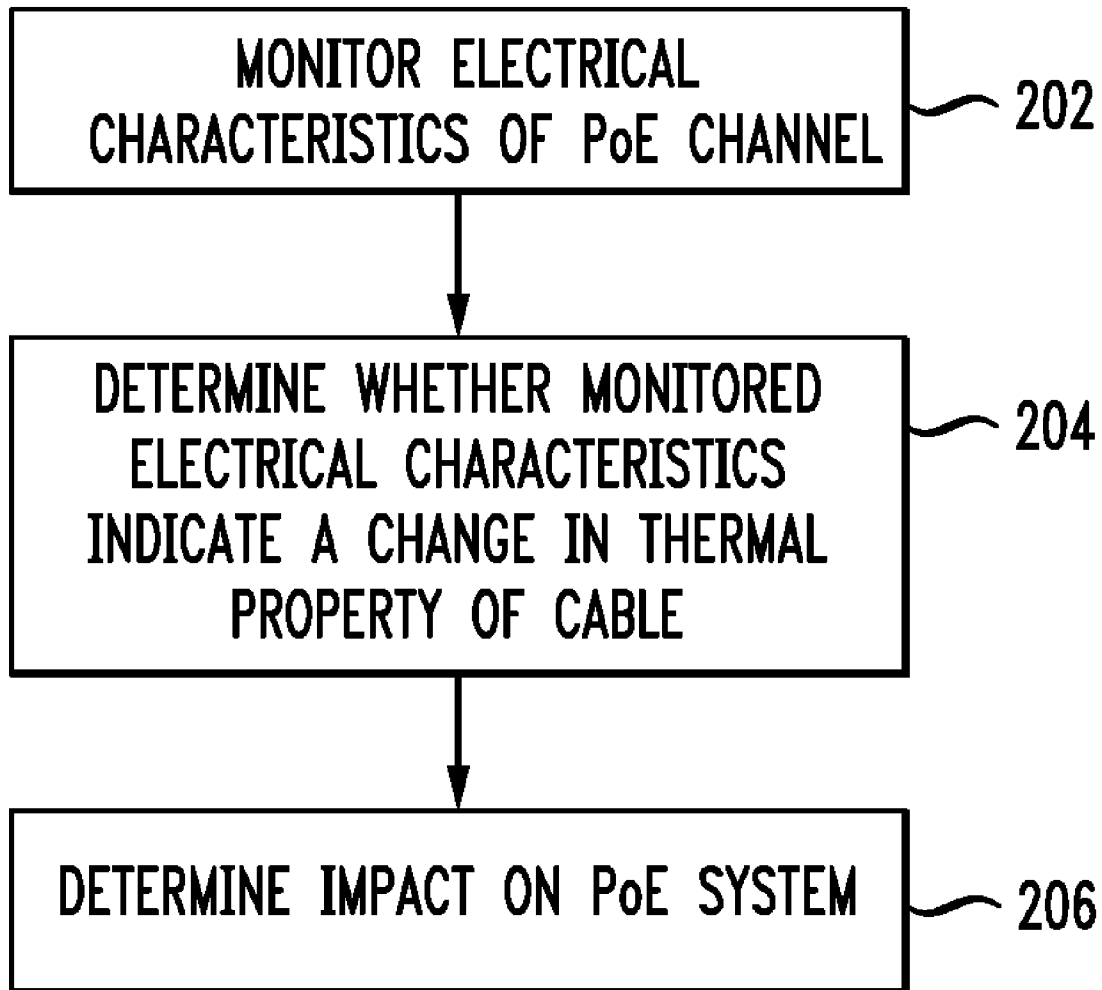 MONITOR ELECTRICAL
CHARACTERISTICS OF PoE CHANNEL
202
DETERMINE WHETHER MONITORED
ELECTRICAL CHARACTERISTICS
INDICATE A CHANGE IN THERMAL
PROPERTY OF CABLE
204
DETERMINE IMPACT ON PoE SYSTEM
206